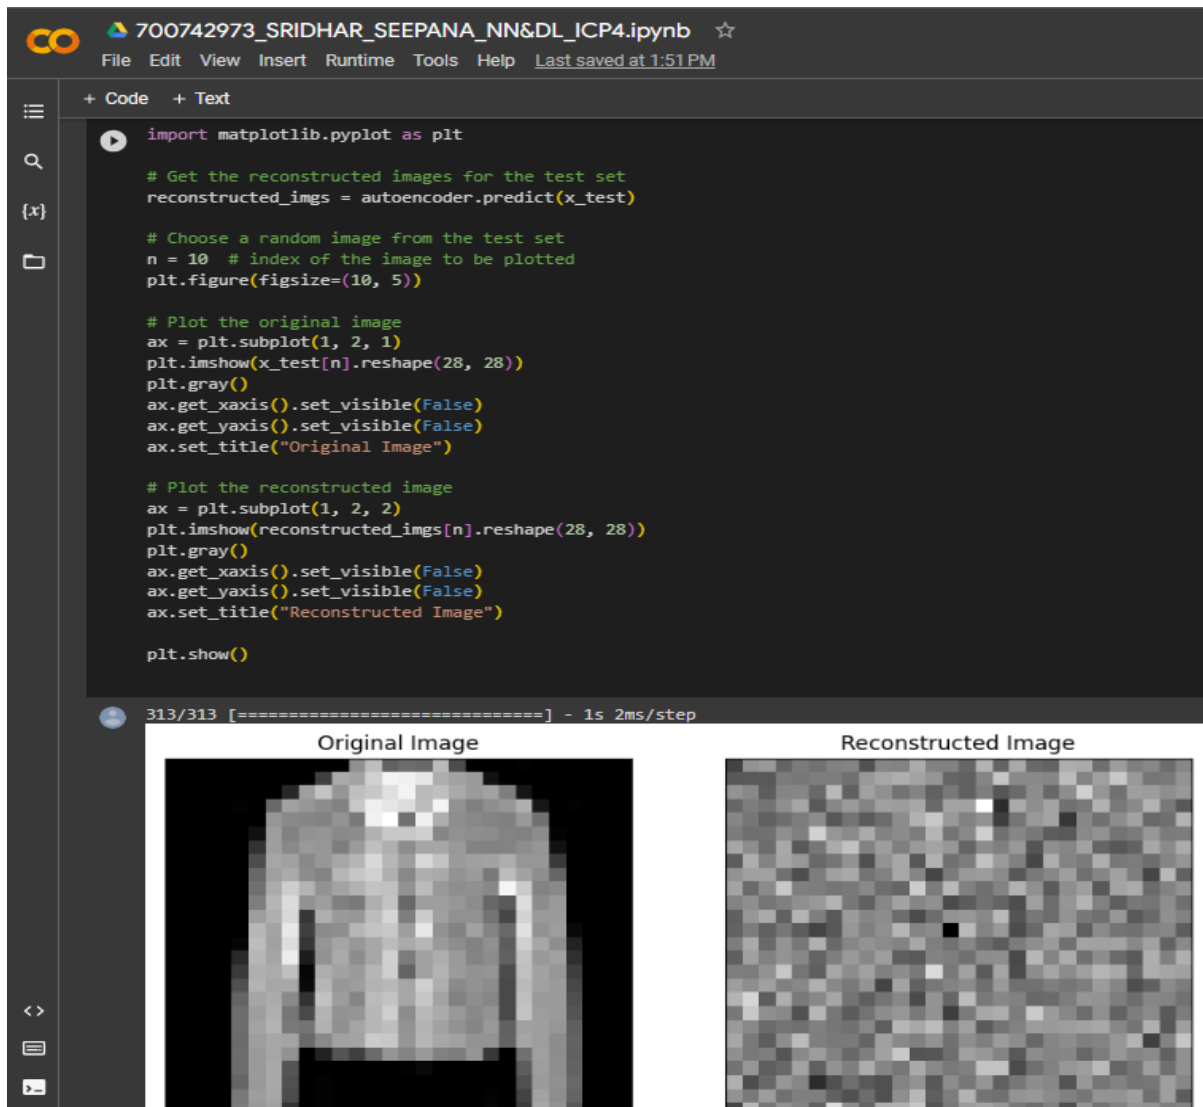 700742973_SRIDHAR_SEEPANA_NN&DL_ICP4.ipynb
File Edit View Insert Runtime Tools Help Last saved at 1:51 PM
+ Code + Text
import matplotlib.pyplot as plt
# Get the reconstructed images for the test set
reconstructed_imgs = autoencoder.predict(x_test)
# Choose a random image from the test set
n = 10 # index of the image to be plotted
plt.figure(figsize=(10, 5))
# Plot the original image
ax = plt.subplot(1, 2, 1)
plt.imshow(x_test[n].reshape(28, 28))
plt.gray()
ax.get_xaxis().set_visible(False)
ax.get_yaxis().set_visible(False)
ax.set_title("Original Image")
# Plot the reconstructed image
ax = plt.subplot(1, 2, 2)
plt.imshow(reconstructed_imgs[n].reshape(28, 28))
plt.gray()
ax.get_xaxis().set_visible(False)
ax.get_yaxis().set_visible(False)
ax.set_title("Reconstructed Image")
plt.show()
313/313 [==============================] - 1s 2ms/step
Original Image Reconstructed Image